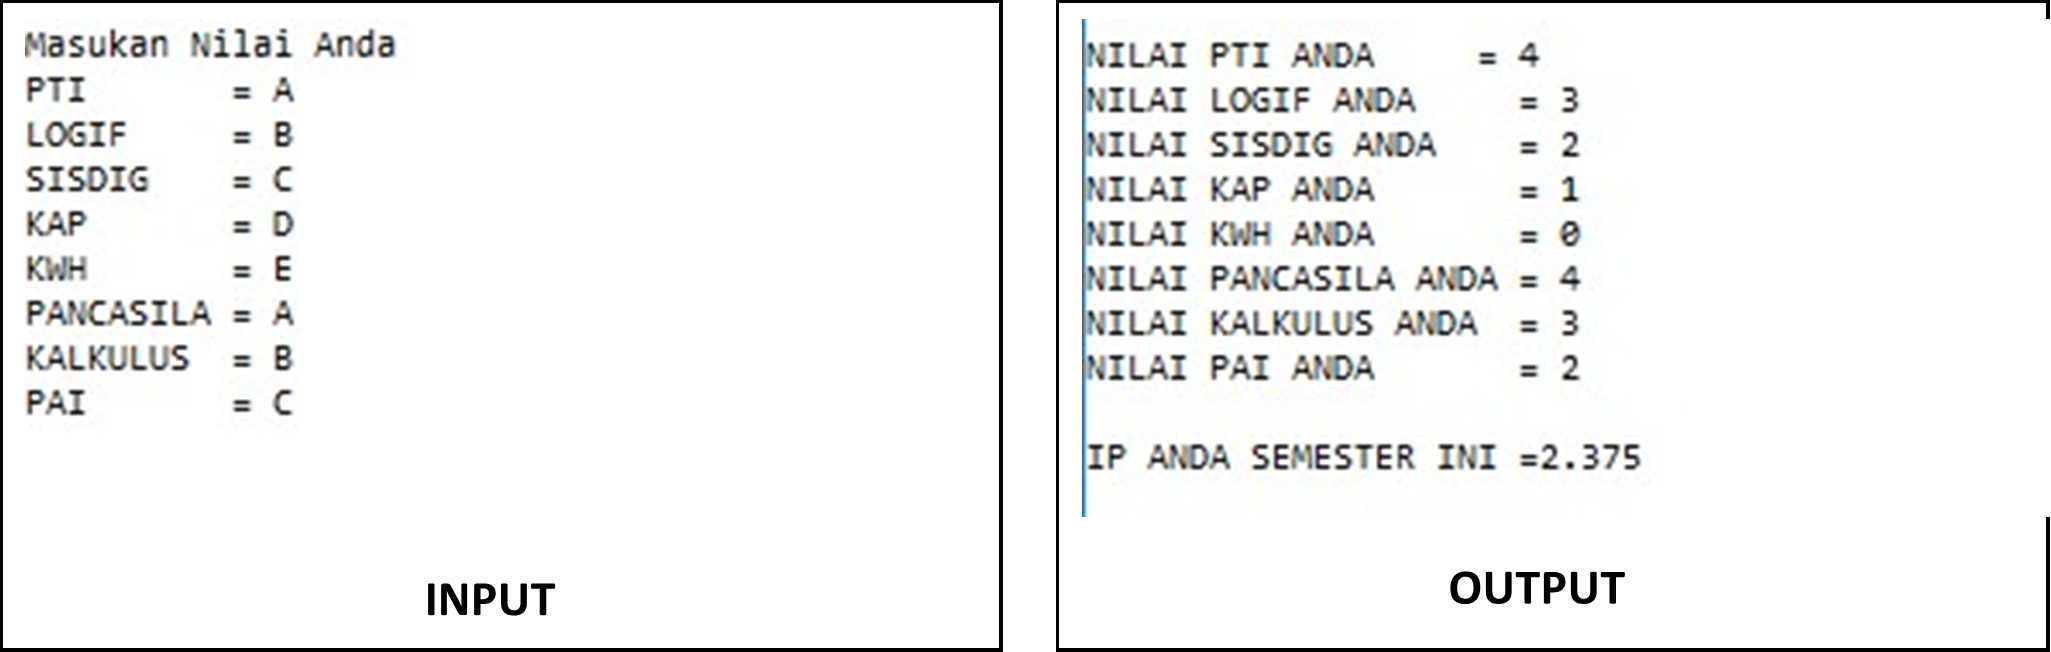 Masukan Nilai Anda
PTI       = A
LOGIF     = B
SISDIG    = C
KAP       = D
KWH       = E
PANCASILA = A
KALKULUS  = B
PAI       = C
INPUT
NILAI PTI ANDA     = 4
NILAI LOGIF ANDA     = 3
NILAI SISDIG ANDA    = 2
NILAI KAP ANDA       = 1
NILAI KWH ANDA       = 0
NILAI PANCASILA ANDA = 4
NILAI KALKULUS ANDA  = 3
NILAI PAI ANDA       = 2
IP ANDA SEMESTER INI =2.375
OUTPUT